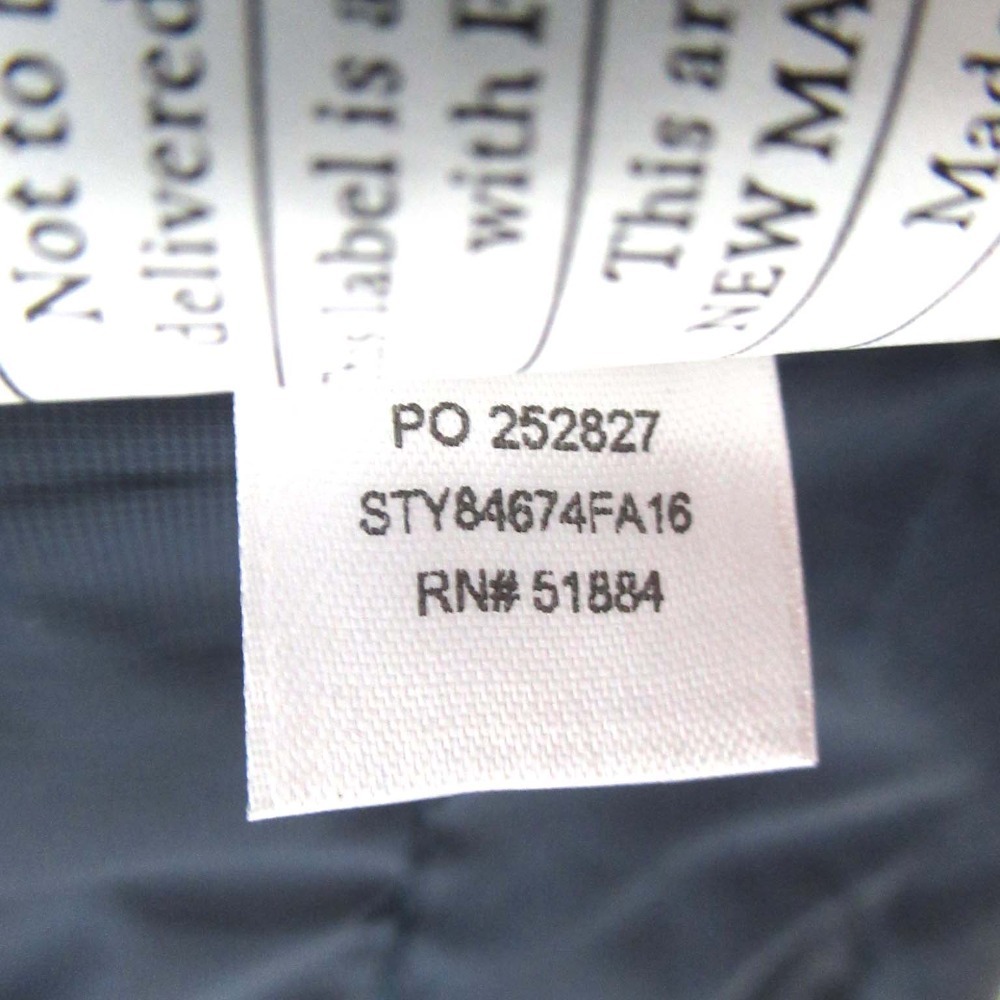 Not to
delivered
label is a
with
This ar
NEW MA
Mad
PO 252827
STY84674FA16
RN# 51884